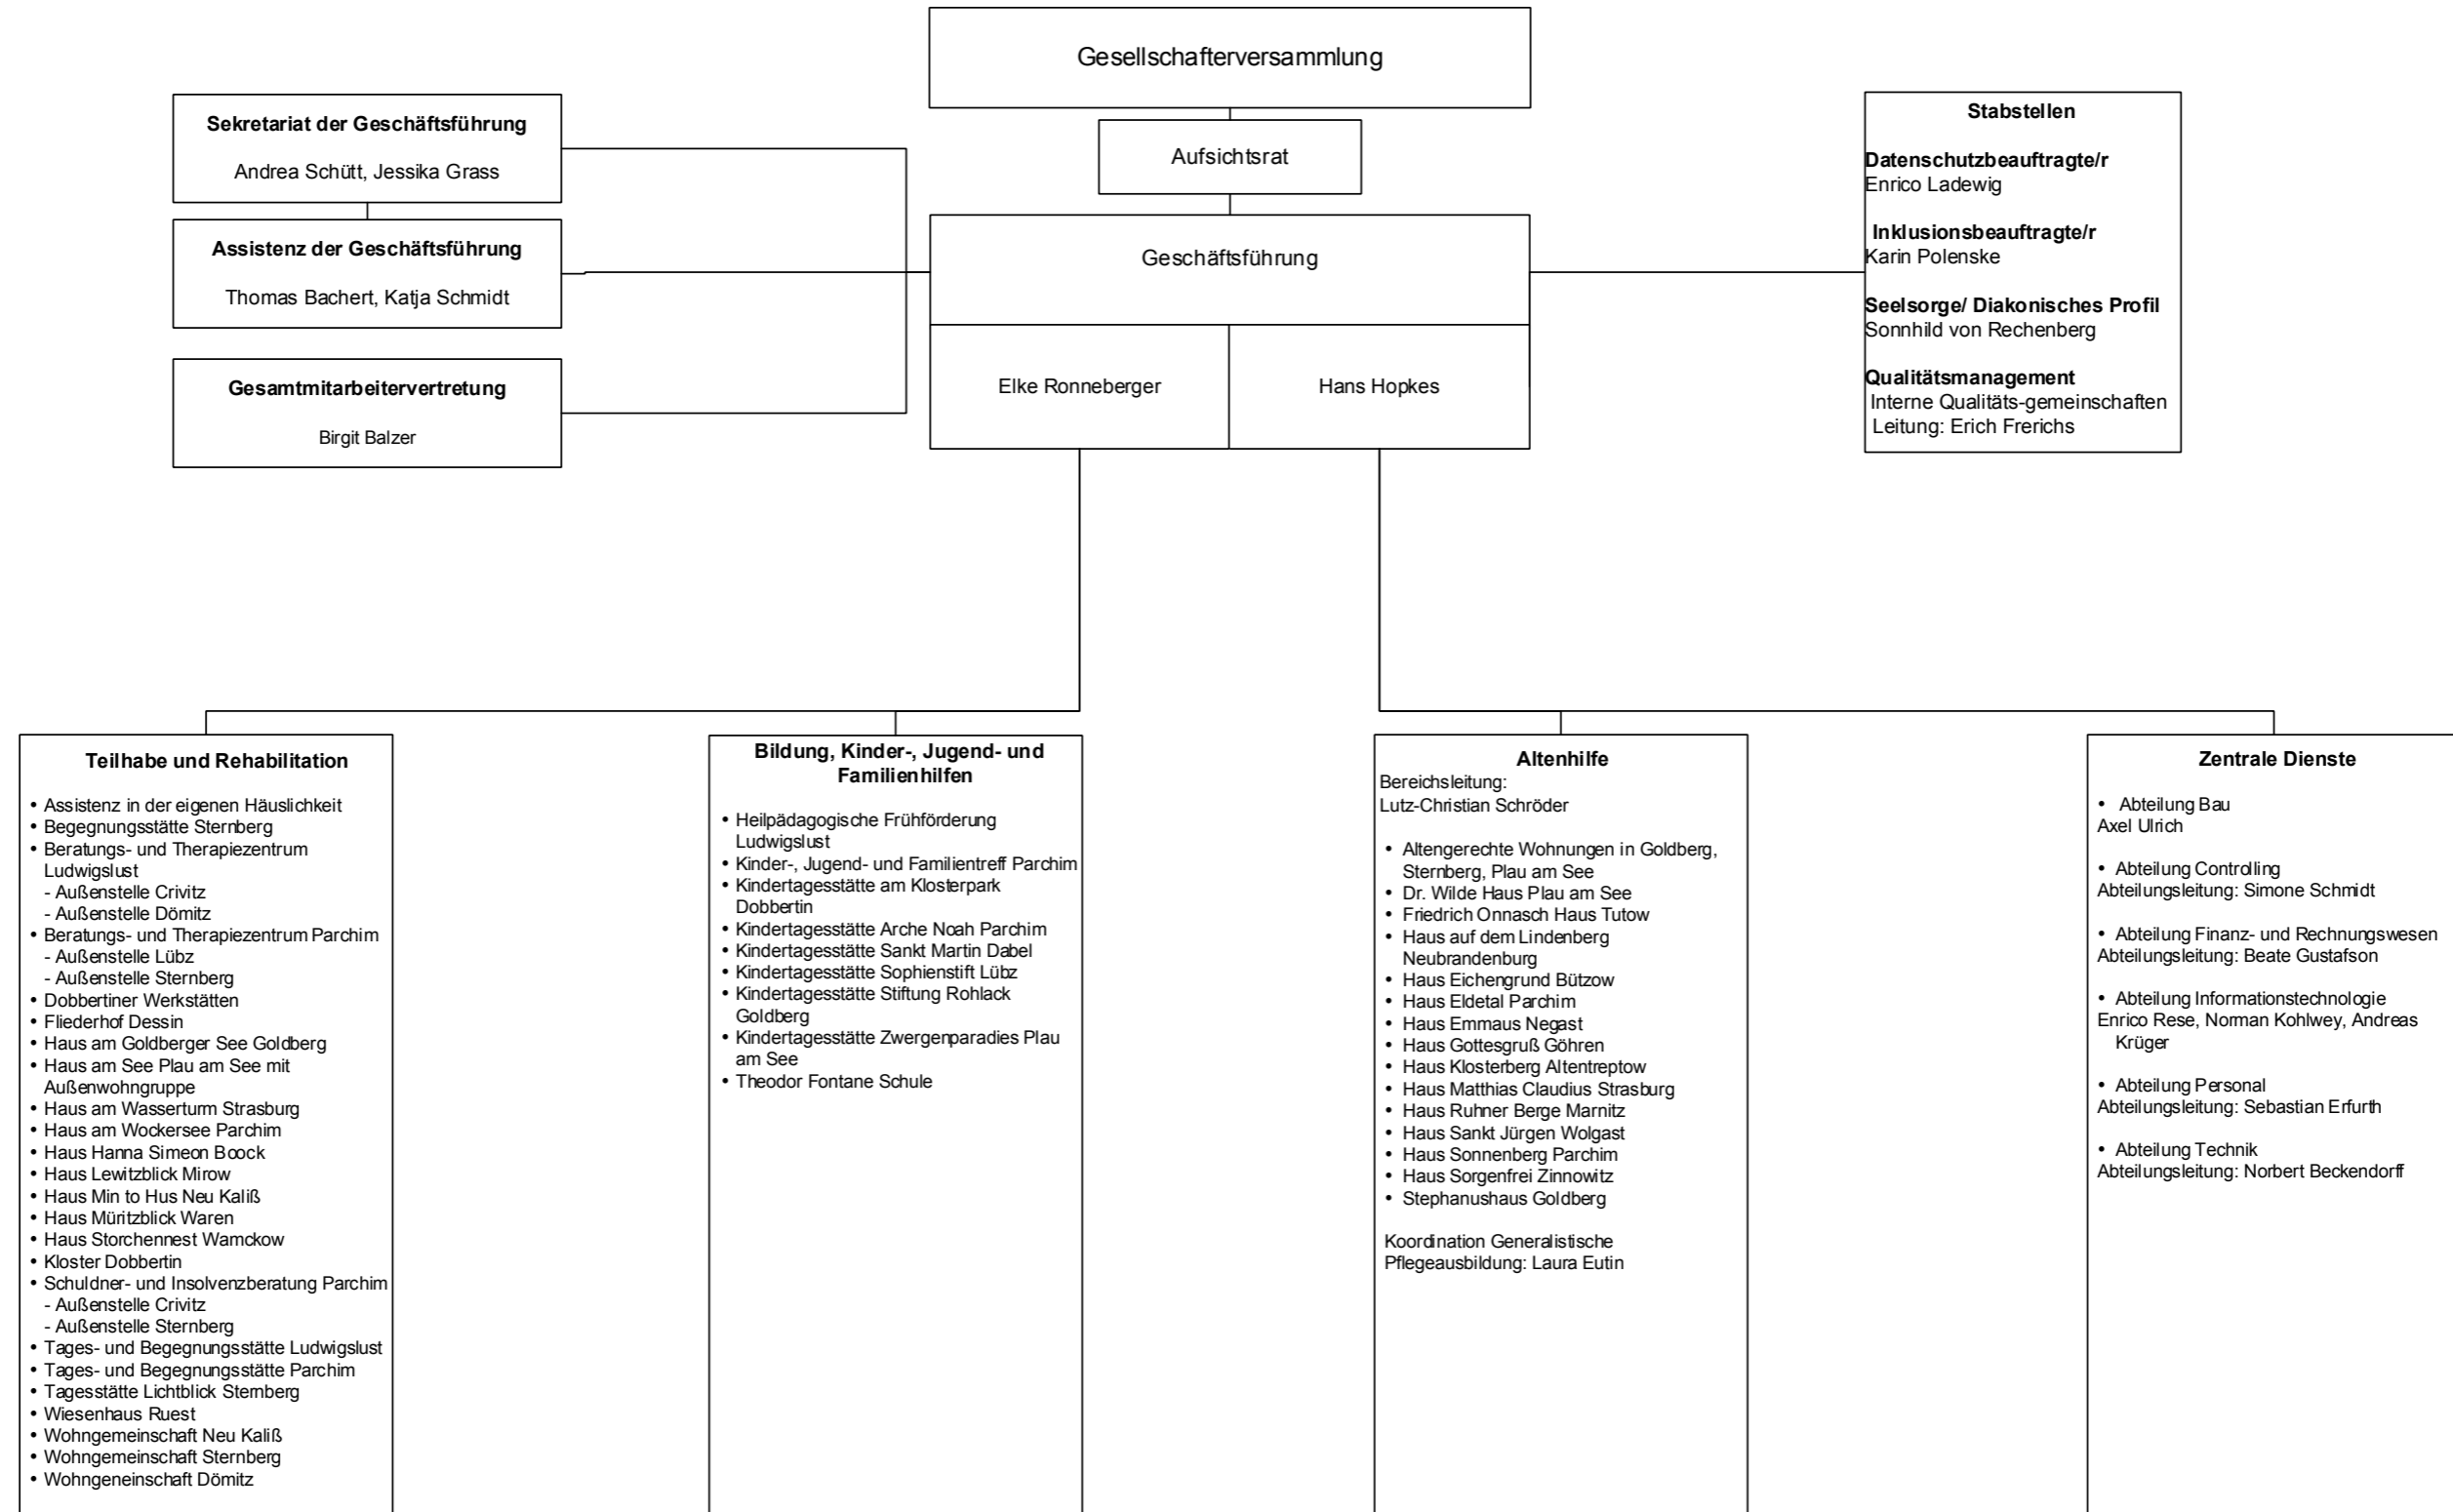 Gesellschafterversammlung
Aufsichtsrat
Geschäftsführung
Elke Ronneberger
Hans Hopkes
Sekretariat der Geschäftsführung
Andrea Schütt, Jessika Grass
Assistenz der Geschäftsführung
Thomas Bachert, Katja Schmidt
Gesamtmitarbeitervertretung
Birgit Balzer
Stabstellen
Datenschutzbeauftragte/r
Enrico Ladewig
Inklusionsbeauftragte/r
Karin Polenske
Seelsorge/ Diakonisches Profil
Sonnhild von Rechenberg
Qualitätsmanagement
Interne Qualitäts-gemeinschaften
Leitung: Erich Frerichs
Teilhabe und Rehabilitation
• Assistenz in der eigenen Häuslichkeit
• Begegnungsstätte Sternberg
• Beratungs- und Therapiezentrum
Ludwigslust
- Außenstelle Crivitz
- Außenstelle Dömitz
• Beratungs- und Therapiezentrum Parchim
- Außenstelle Lübz
- Außenstelle Sternberg
• Dobbertiner Werkstätten
• Fliederhof Dessin
• Haus am Goldberger See Goldberg
• Haus am See Plau am See mit
Außenwohngruppe
• Haus am Wasserturm Strasburg
• Haus am Wockersee Parchim
• Haus Hanna Simeon Boock
• Haus Lewitzblick Mirow
• Haus Min to Hus Neu Kaliß
• Haus Müritzblick Waren
• Haus Storchennest Wamckow
• Kloster Dobbertin
• Schuldner- und Insolvenzberatung Parchim
- Außenstelle Crivitz
- Außenstelle Sternberg
• Tages- und Begegnungsstätte Ludwigslust
• Tages- und Begegnungsstätte Parchim
• Tagesstätte Lichtblick Sternberg
• Wiesenhaus Ruest
• Wohngemeinschaft Neu Kaliß
• Wohngemeinschaft Sternberg
• Wohngeneinschaft Dömitz
Bildung, Kinder-, Jugend- und
Familienhilfen
• Heilpädagogische Frühförderung
Ludwigslust
• Kinder-, Jugend- und Familientreff Parchim
• Kindertagesstätte am Klosterpark
Dobbertin
• Kindertagesstätte Arche Noah Parchim
• Kindertagesstätte Sankt Martin Dabel
• Kindertagesstätte Sophienstift Lübz
• Kindertagesstätte Stiftung Rohlack
Goldberg
• Kindertagesstätte Zwergenparadies Plau
am See
• Theodor Fontane Schule
Altenhilfe
Bereichsleitung:
Lutz-Christian Schröder
• Altengerechte Wohnungen in Goldberg,
Sternberg, Plau am See
• Dr. Wilde Haus Plau am See
• Friedrich Onnasch Haus Tutow
• Haus auf dem Lindenberg
Neubrandenburg
• Haus Eichengrund Bützow
• Haus Eldetal Parchim
• Haus Emmaus Negast
• Haus Gottesgruß Göhren
• Haus Klosterberg Altentreptow
• Haus Matthias Claudius Strasburg
• Haus Ruhner Berge Marnitz
• Haus Sankt Jürgen Wolgast
• Haus Sonnenberg Parchim
• Haus Sorgenfrei Zinnowitz
• Stephanushaus Goldberg
Koordination Generalistische
Pflegeausbildung: Laura Eutin
Zentrale Dienste
• Abteilung Bau
Axel Ulrich
• Abteilung Controlling
Abteilungsleitung: Simone Schmidt
• Abteilung Finanz- und Rechnungswesen
Abteilungsleitung: Beate Gustafson
• Abteilung Informationstechnologie
Enrico Rese, Norman Kohlwey, Andreas
Krüger
• Abteilung Personal
Abteilungsleitung: Sebastian Erfurth
• Abteilung Technik
Abteilungsleitung: Norbert Beckendorff